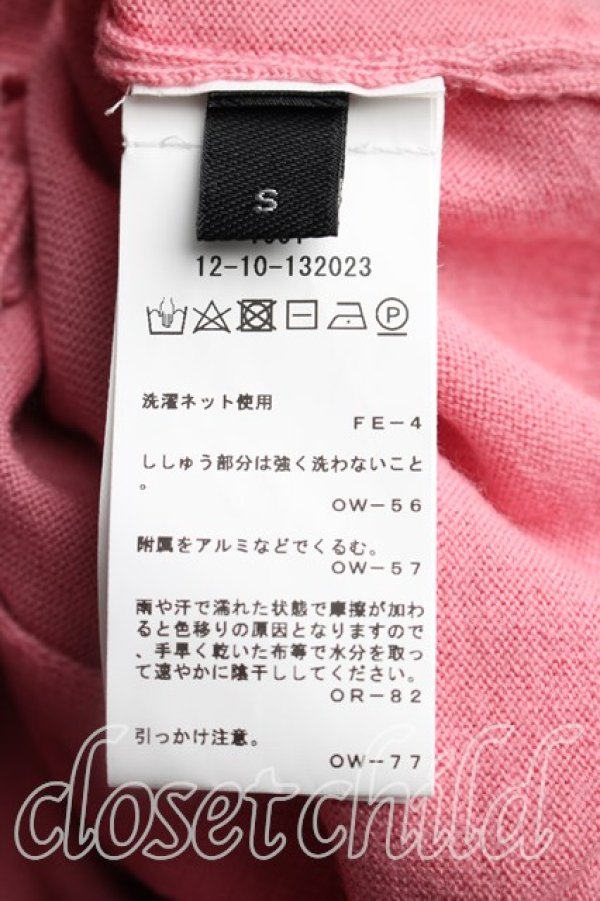 S
12-10-132023
洗濯ネット使用
FE-4
ししゅう部分は強く洗わないこと
。
OW-56
附属をアルミなどでくるむ。
OW-57
雨や汗で濡れた状態で摩擦が加わ
ると色移りの原因となりますので
、手早く乾いた布等で水分を取っ
て速やかに陰干ししてください。
OR-82
引っかけ注意。
OW-77
closetchild